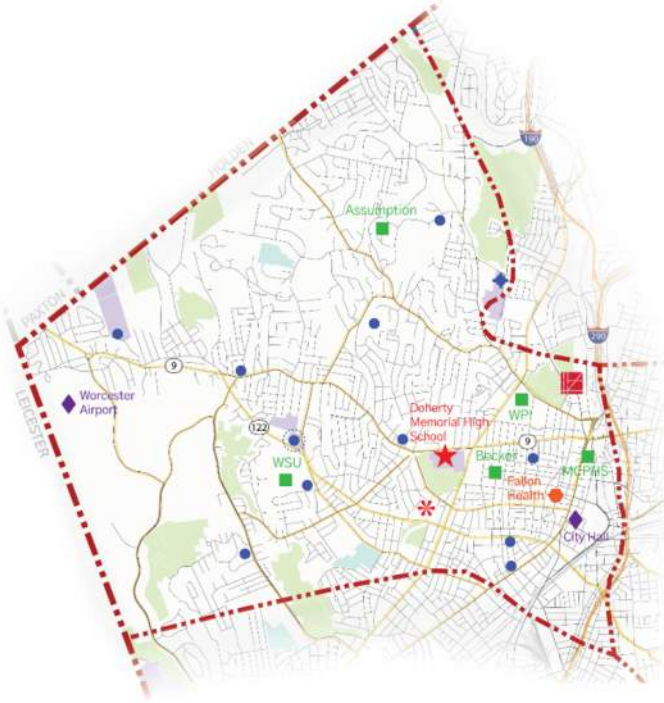 190
HOLDEN
Assumption
PAXTON
290
9
Worcester
Airport
LEICESTER
WPI
Doherty
Memorial High
School
122
9
WSU
Becker
MCPHS
Fallon
Health
City Hall